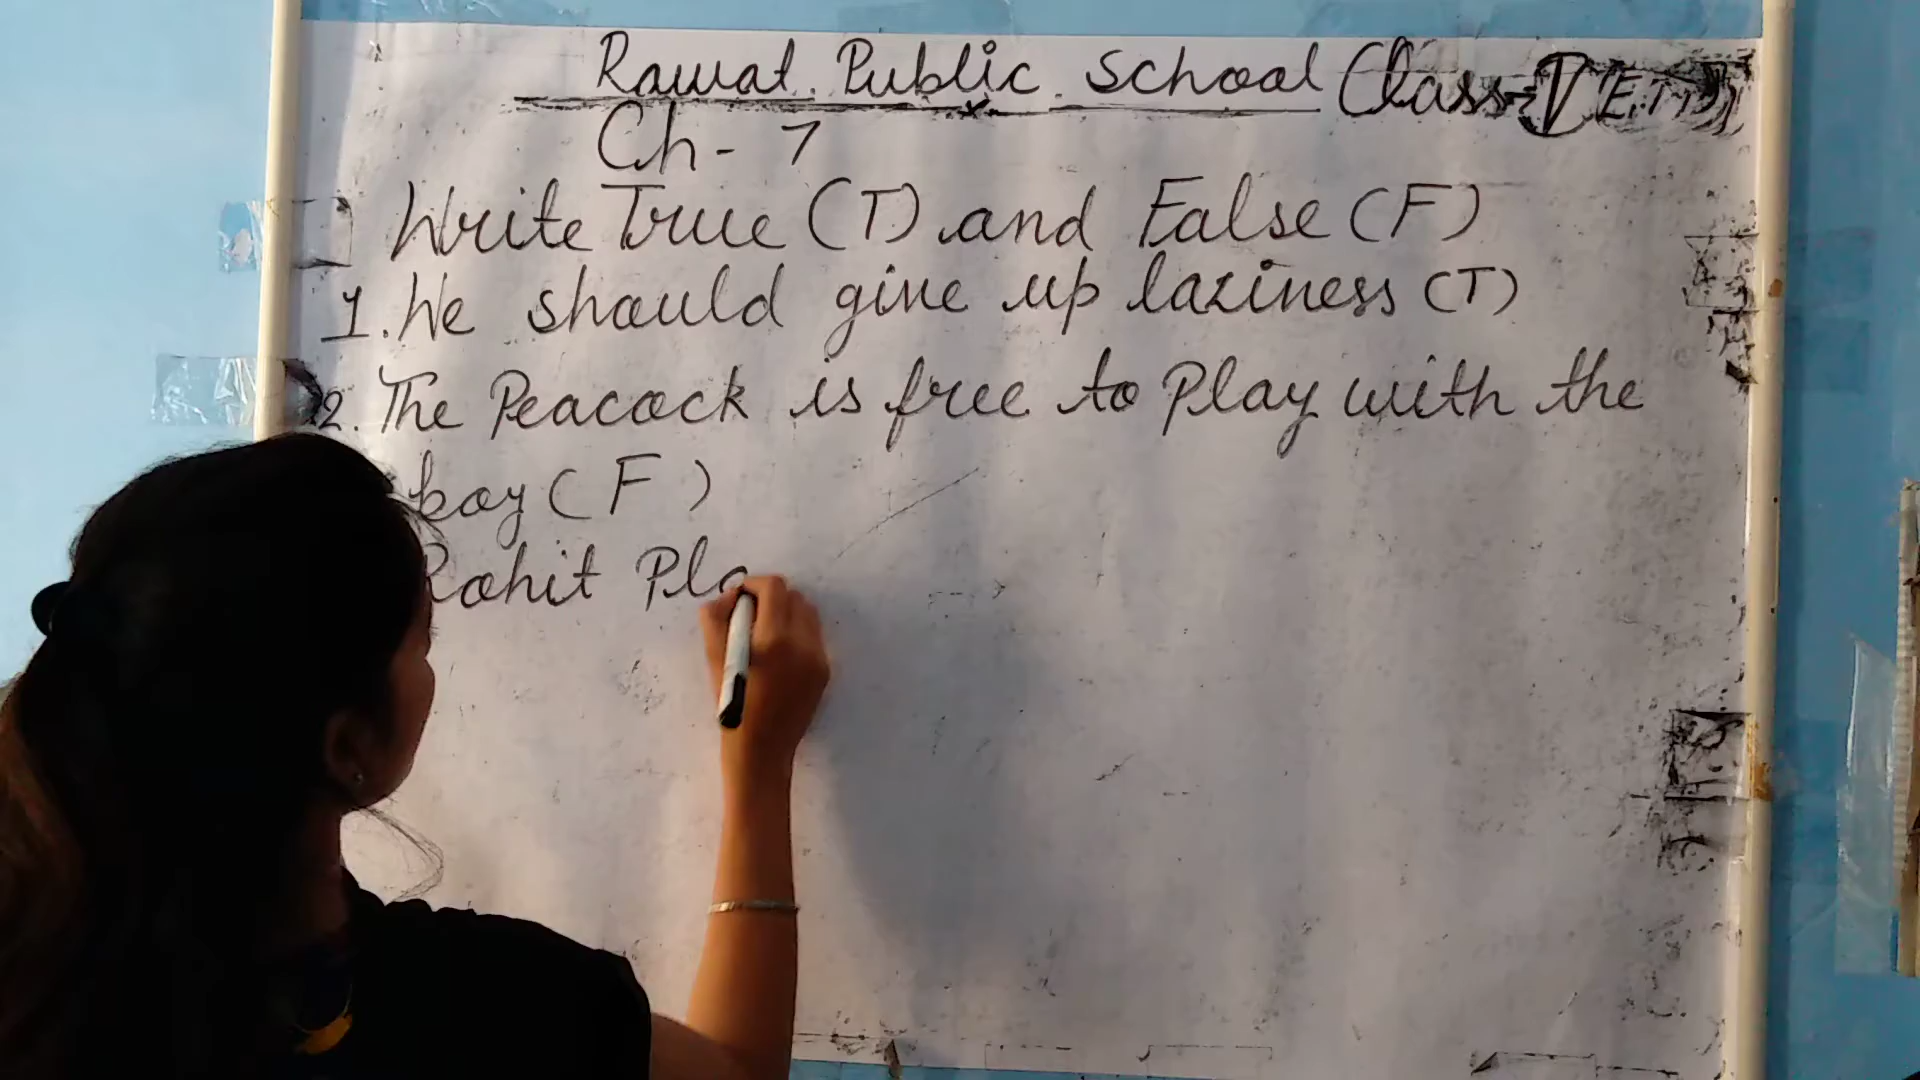 Rawat Public School Class-V
Ch-7
Write True (T) and False (F)
1. We should give up laziness (T)
2. The Peacock is free to Play with the
boy (F)
Rohit